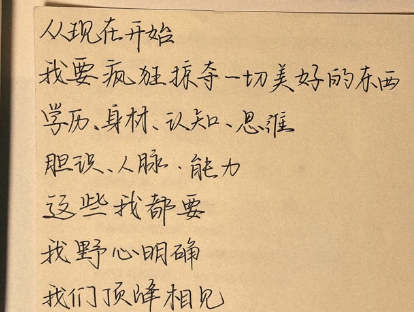 从现在开始
我要疯狂掠夺一切美好的东西
学历、身材、认知、思维
胆识、人脉、能力
这些我都要
我野心明确
我们顶峰相见